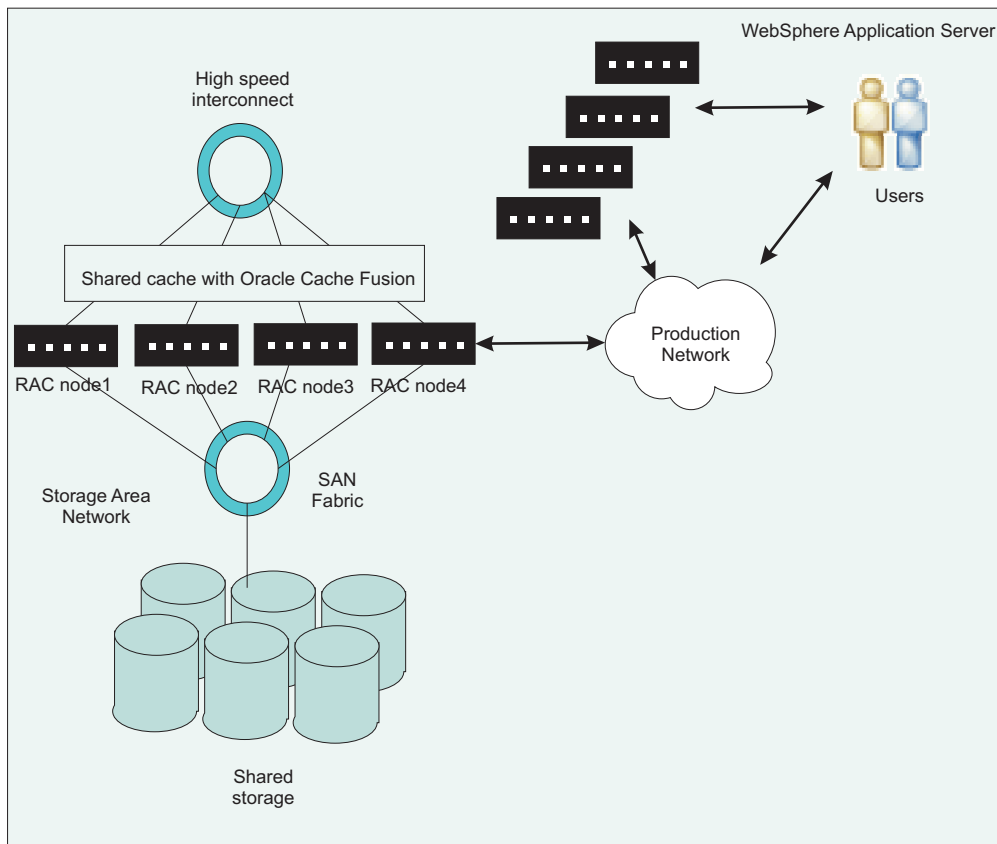 WebSphere Application Server
High speed
interconnect
Users
Shared cache with Oracle Cache Fusion
Production
Network
RAC node1
RAC node2
RAC node3
RAC node4
Storage Area
Network
SAN
Fabric
Shared
storage